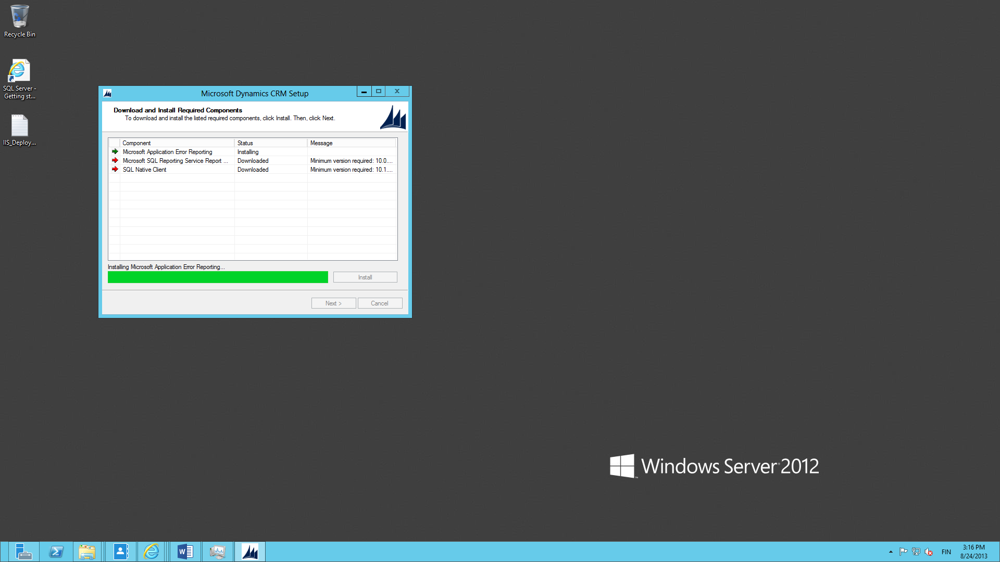 Recycle Bin
SQL Server -
Getting st...
IIS_Deploy...
Microsoft Dynamics CRM Setup
Download and Install Required Components
To download and install the listed required components, click Install. Then, click Next.
Component Status Message
Microsoft Application Error Reporting Installing
Microsoft SQL Reporting Service Report ... Downloaded Minimum version required: 10.0....
SQL Native Client Downloaded Minimum version required: 10.1....
Installing Microsoft Application Error Reporting...
Install
Next > Cancel
Windows Server 2012
FIN
3:16 PM
8/24/2013